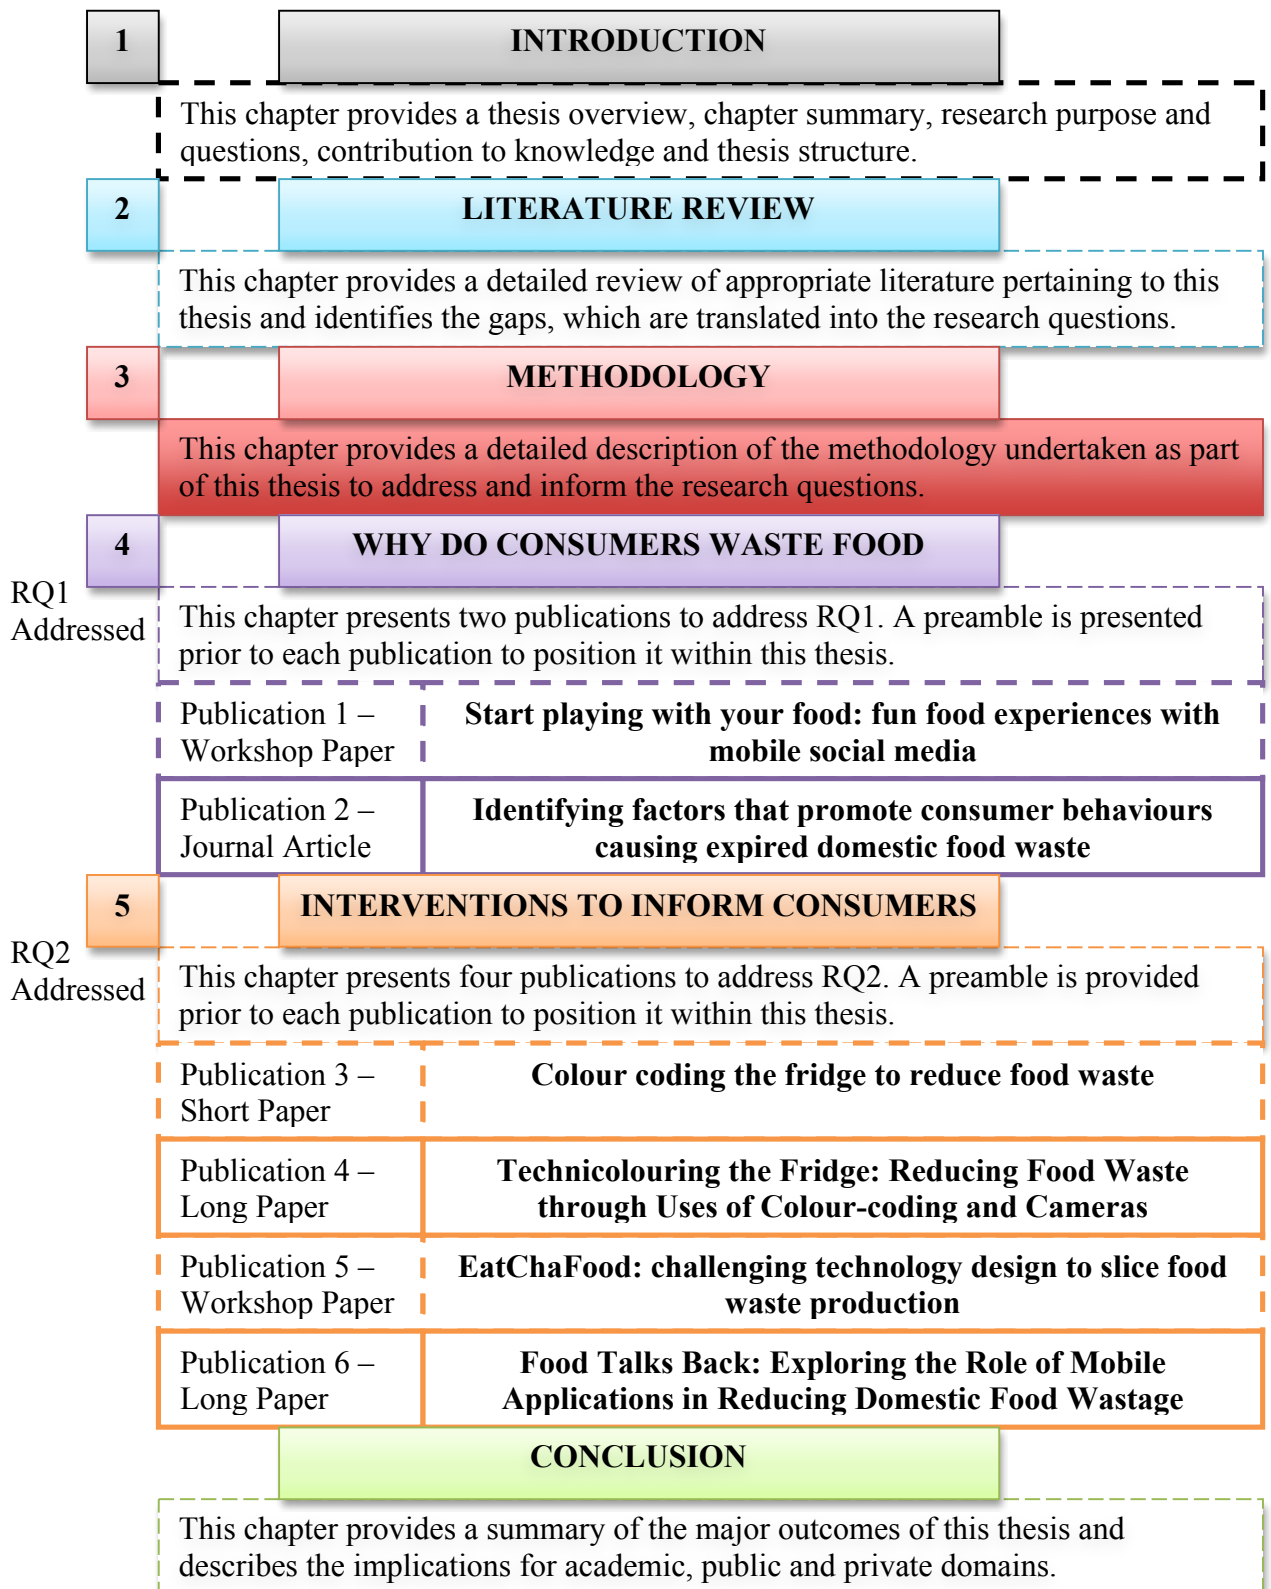 1
INTRODUCTION
This chapter provides a thesis overview, chapter summary, research purpose and
questions, contribution to knowledge and thesis structure.
2
LITERATURE REVIEW
This chapter provides a detailed review of appropriate literature pertaining to this
thesis and identifies the gaps, which are translated into the research questions.
3
METHODOLOGY
This chapter provides a detailed description of the methodology undertaken as part
of this thesis to address and inform the research questions.
4
WHY DO CONSUMERS WASTE FOOD
RQ1
Addressed
This chapter presents two publications to address RQ1. A preamble is presented
prior to each publication to position it within this thesis.
Publication 1 –
Workshop Paper
Start playing with your food: fun food experiences with
mobile social media
Publication 2 –
Journal Article
Identifying factors that promote consumer behaviours
causing expired domestic food waste
5
INTERVENTIONS TO INFORM CONSUMERS
RQ2
Addressed
This chapter presents four publications to address RQ2. A preamble is provided
prior to each publication to position it within this thesis.
Publication 3 –
Short Paper
Colour coding the fridge to reduce food waste
Publication 4 –
Long Paper
Technicolouring the Fridge: Reducing Food Waste
through Uses of Colour-coding and Cameras
Publication 5 –
Workshop Paper
EatChaFood: challenging technology design to slice food
waste production
Publication 6 –
Long Paper
Food Talks Back: Exploring the Role of Mobile
Applications in Reducing Domestic Food Wastage
CONCLUSION
This chapter provides a summary of the major outcomes of this thesis and
describes the implications for academic, public and private domains.